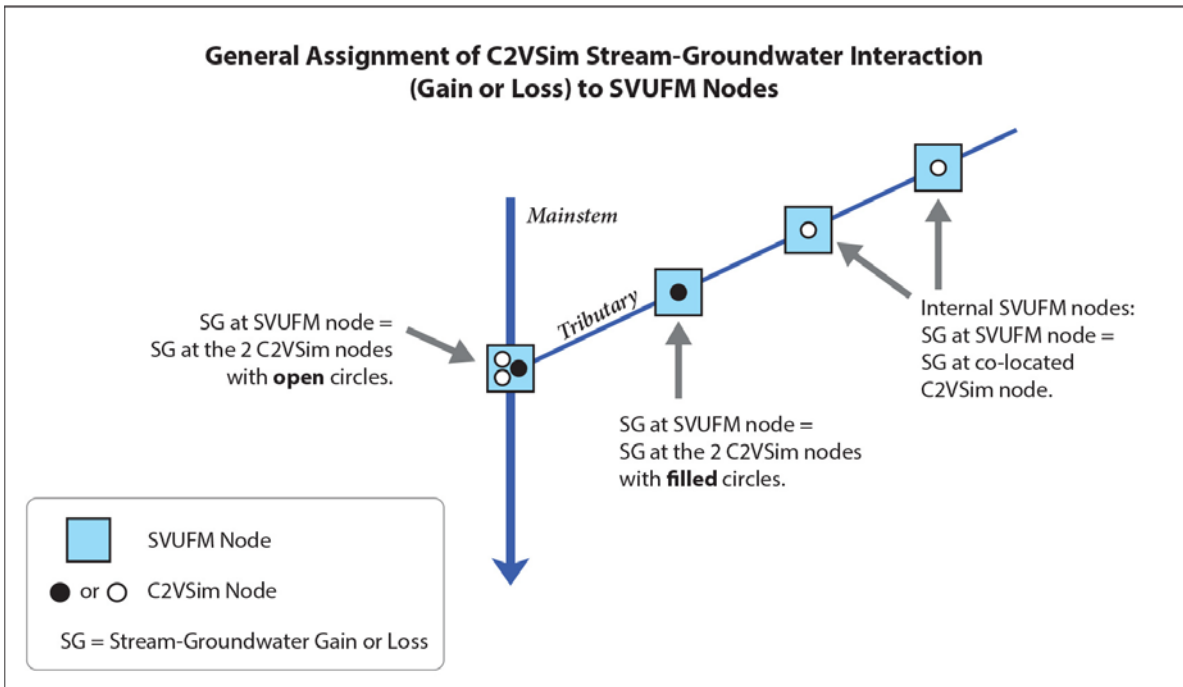 General Assignment of C2VSim Stream-Groundwater Interaction
(Gain or Loss) to SVUFM Nodes
Mainstem
Tributary
SG at SVUFM node =
SG at the 2 C2VSim nodes
with open circles.
Internal SVUFM nodes:
SG at SVUFM node =
SG at co-located
C2VSim node.
SG at SVUFM node =
SG at the 2 C2VSim nodes
with filled circles.
SVUFM Node
or
C2VSim Node
SG = Stream-Groundwater Gain or Loss